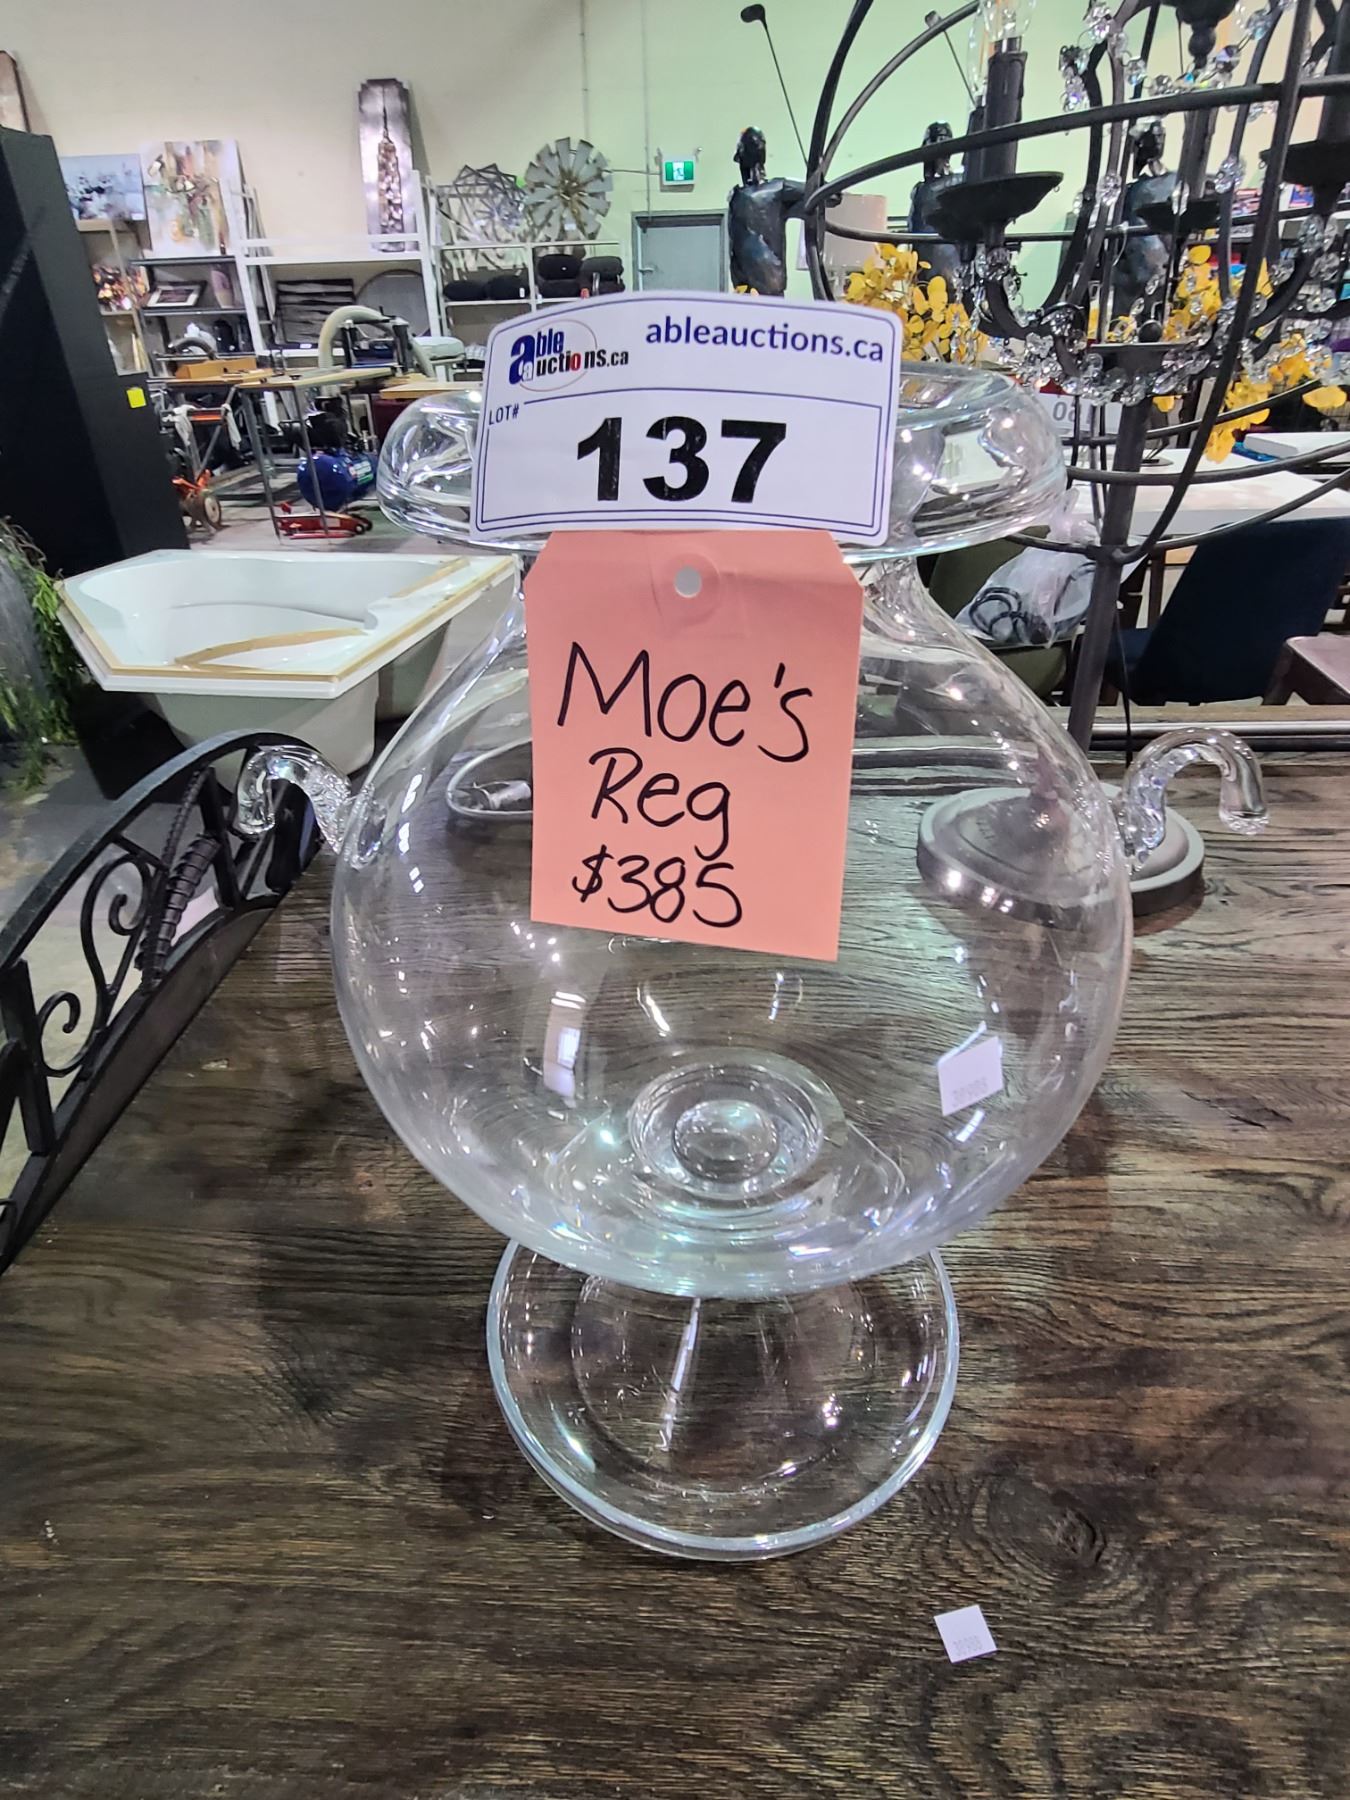 able auctions.ca
ableauctions.ca
LOT#
137
Moe's
Reg
$385